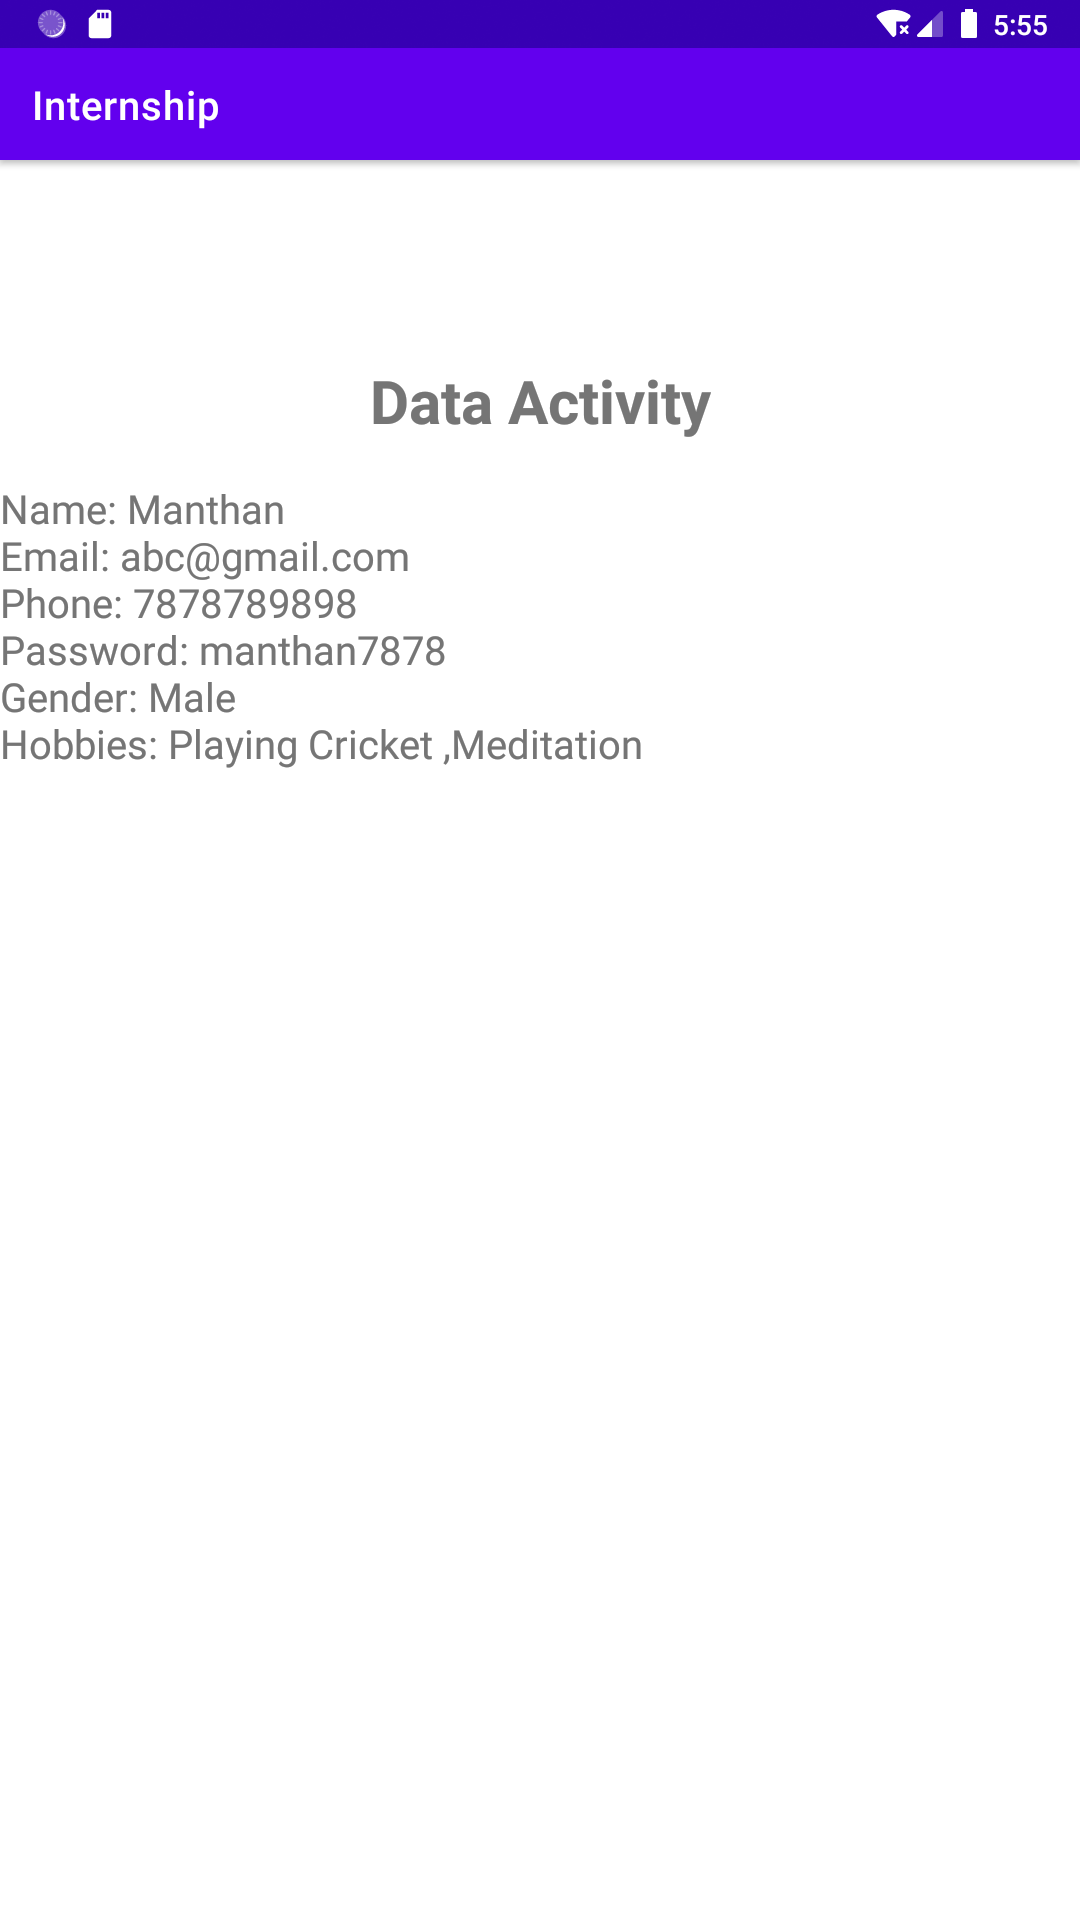 5:55
Internship
Data Activity
Name: Manthan
Email: abc@gmail.com
Phone: 7878789898
Password: manthan7878
Gender: Male
Hobbies: Playing Cricket ,Meditation